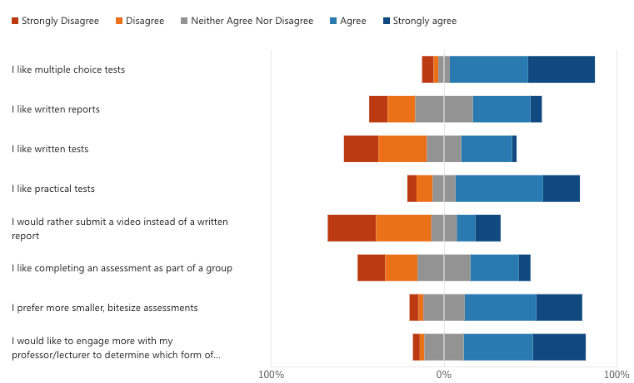 Strongly Disagree Disagree Neither Agree Nor Disagree Agree Strongly agree
I like multiple choice tests
I like written reports
I like written tests
I like practical tests
I would rather submit a video instead of a written
report
I like completing an assessment as part of a group
I prefer more smaller, bitesize assessments
I would like to engage more with my
professor/lecturer to determine which form of...
100% 0% 100%